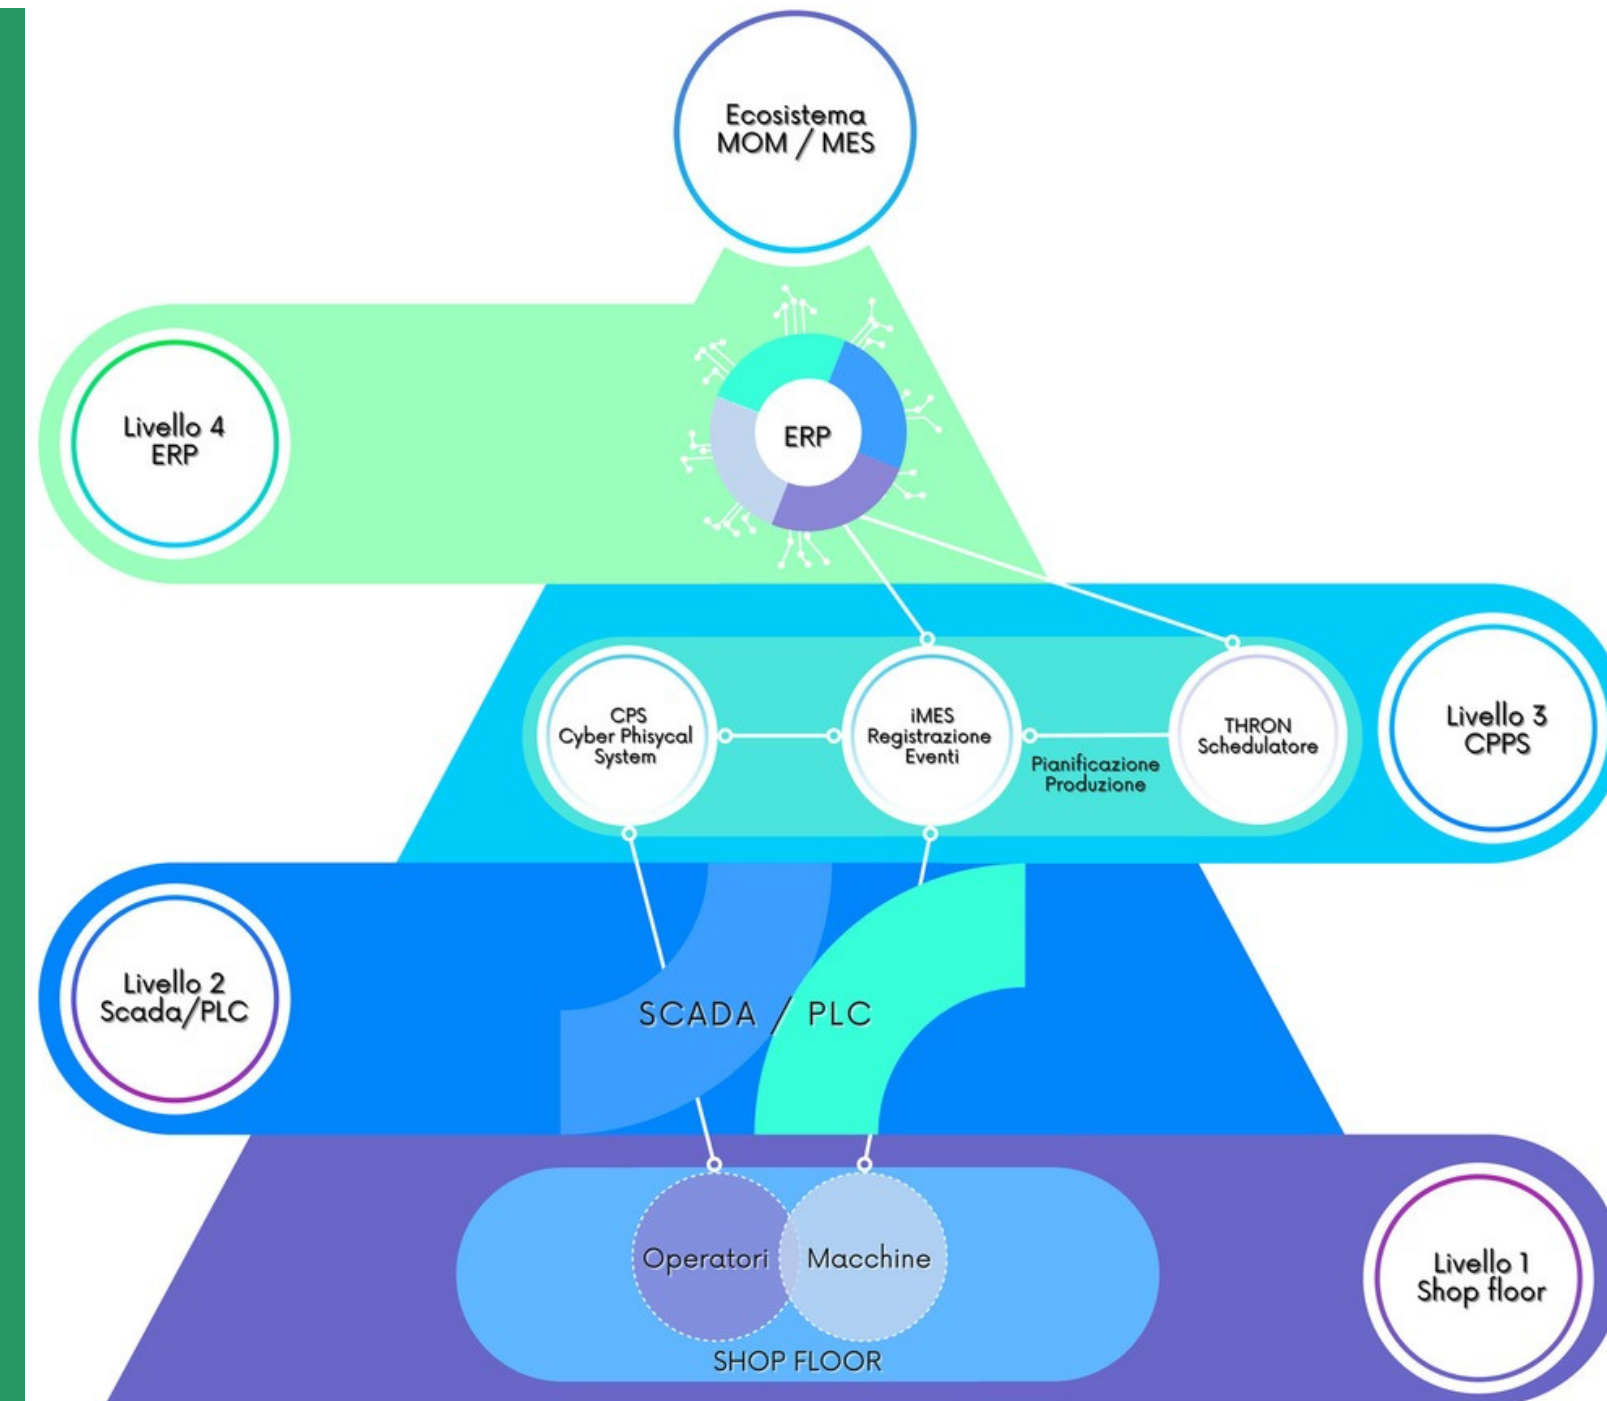 Ecosistema
MOM / MES
Livello 4
ERP
ERP
CPS
Cyber Phisycal
System
iMES
Registrazione
Eventi
Pianificazione
Produzione
THRON
Schedulatore
Livello 3
CPPS
Livello 2
Scada/PLC
SCADA / PLC
Operatori
Macchine
SHOP FLOOR
Livello 1
Shop floor